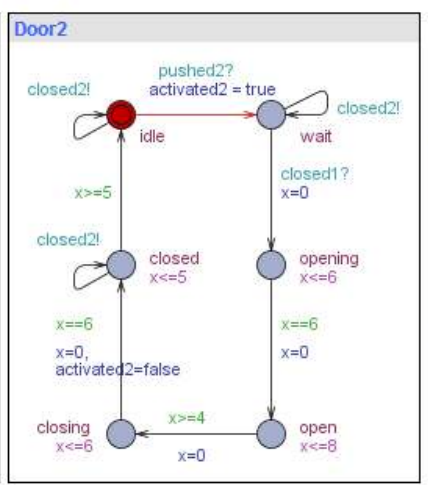 Door2
pushed2?
closed2!
activated2 = true
closed2!
idle
wait
closed1?
x>=5
x=0
closed2!
closed
opening
x<=5
x<=6
x==6
x==6
x=0,
x=0
activated2=false
closing
x>=4
open
x<=6
x<=8
x=0